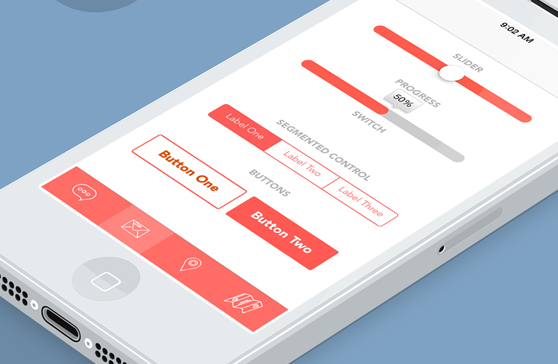 9:02 AM
SLIDER
PROGRESS
50%
SWITCH
SEGMENTED CONTROL
Label One
Label Two
Label Three
BUTTONS
Button One
Button Two